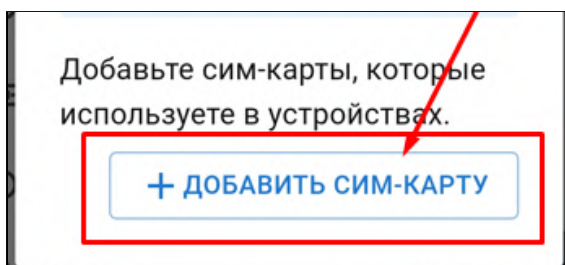 Добавьте сим-карты, которые
используете в устройствах.
+ ДОБАВИТЬ СИМ-КАРТУ